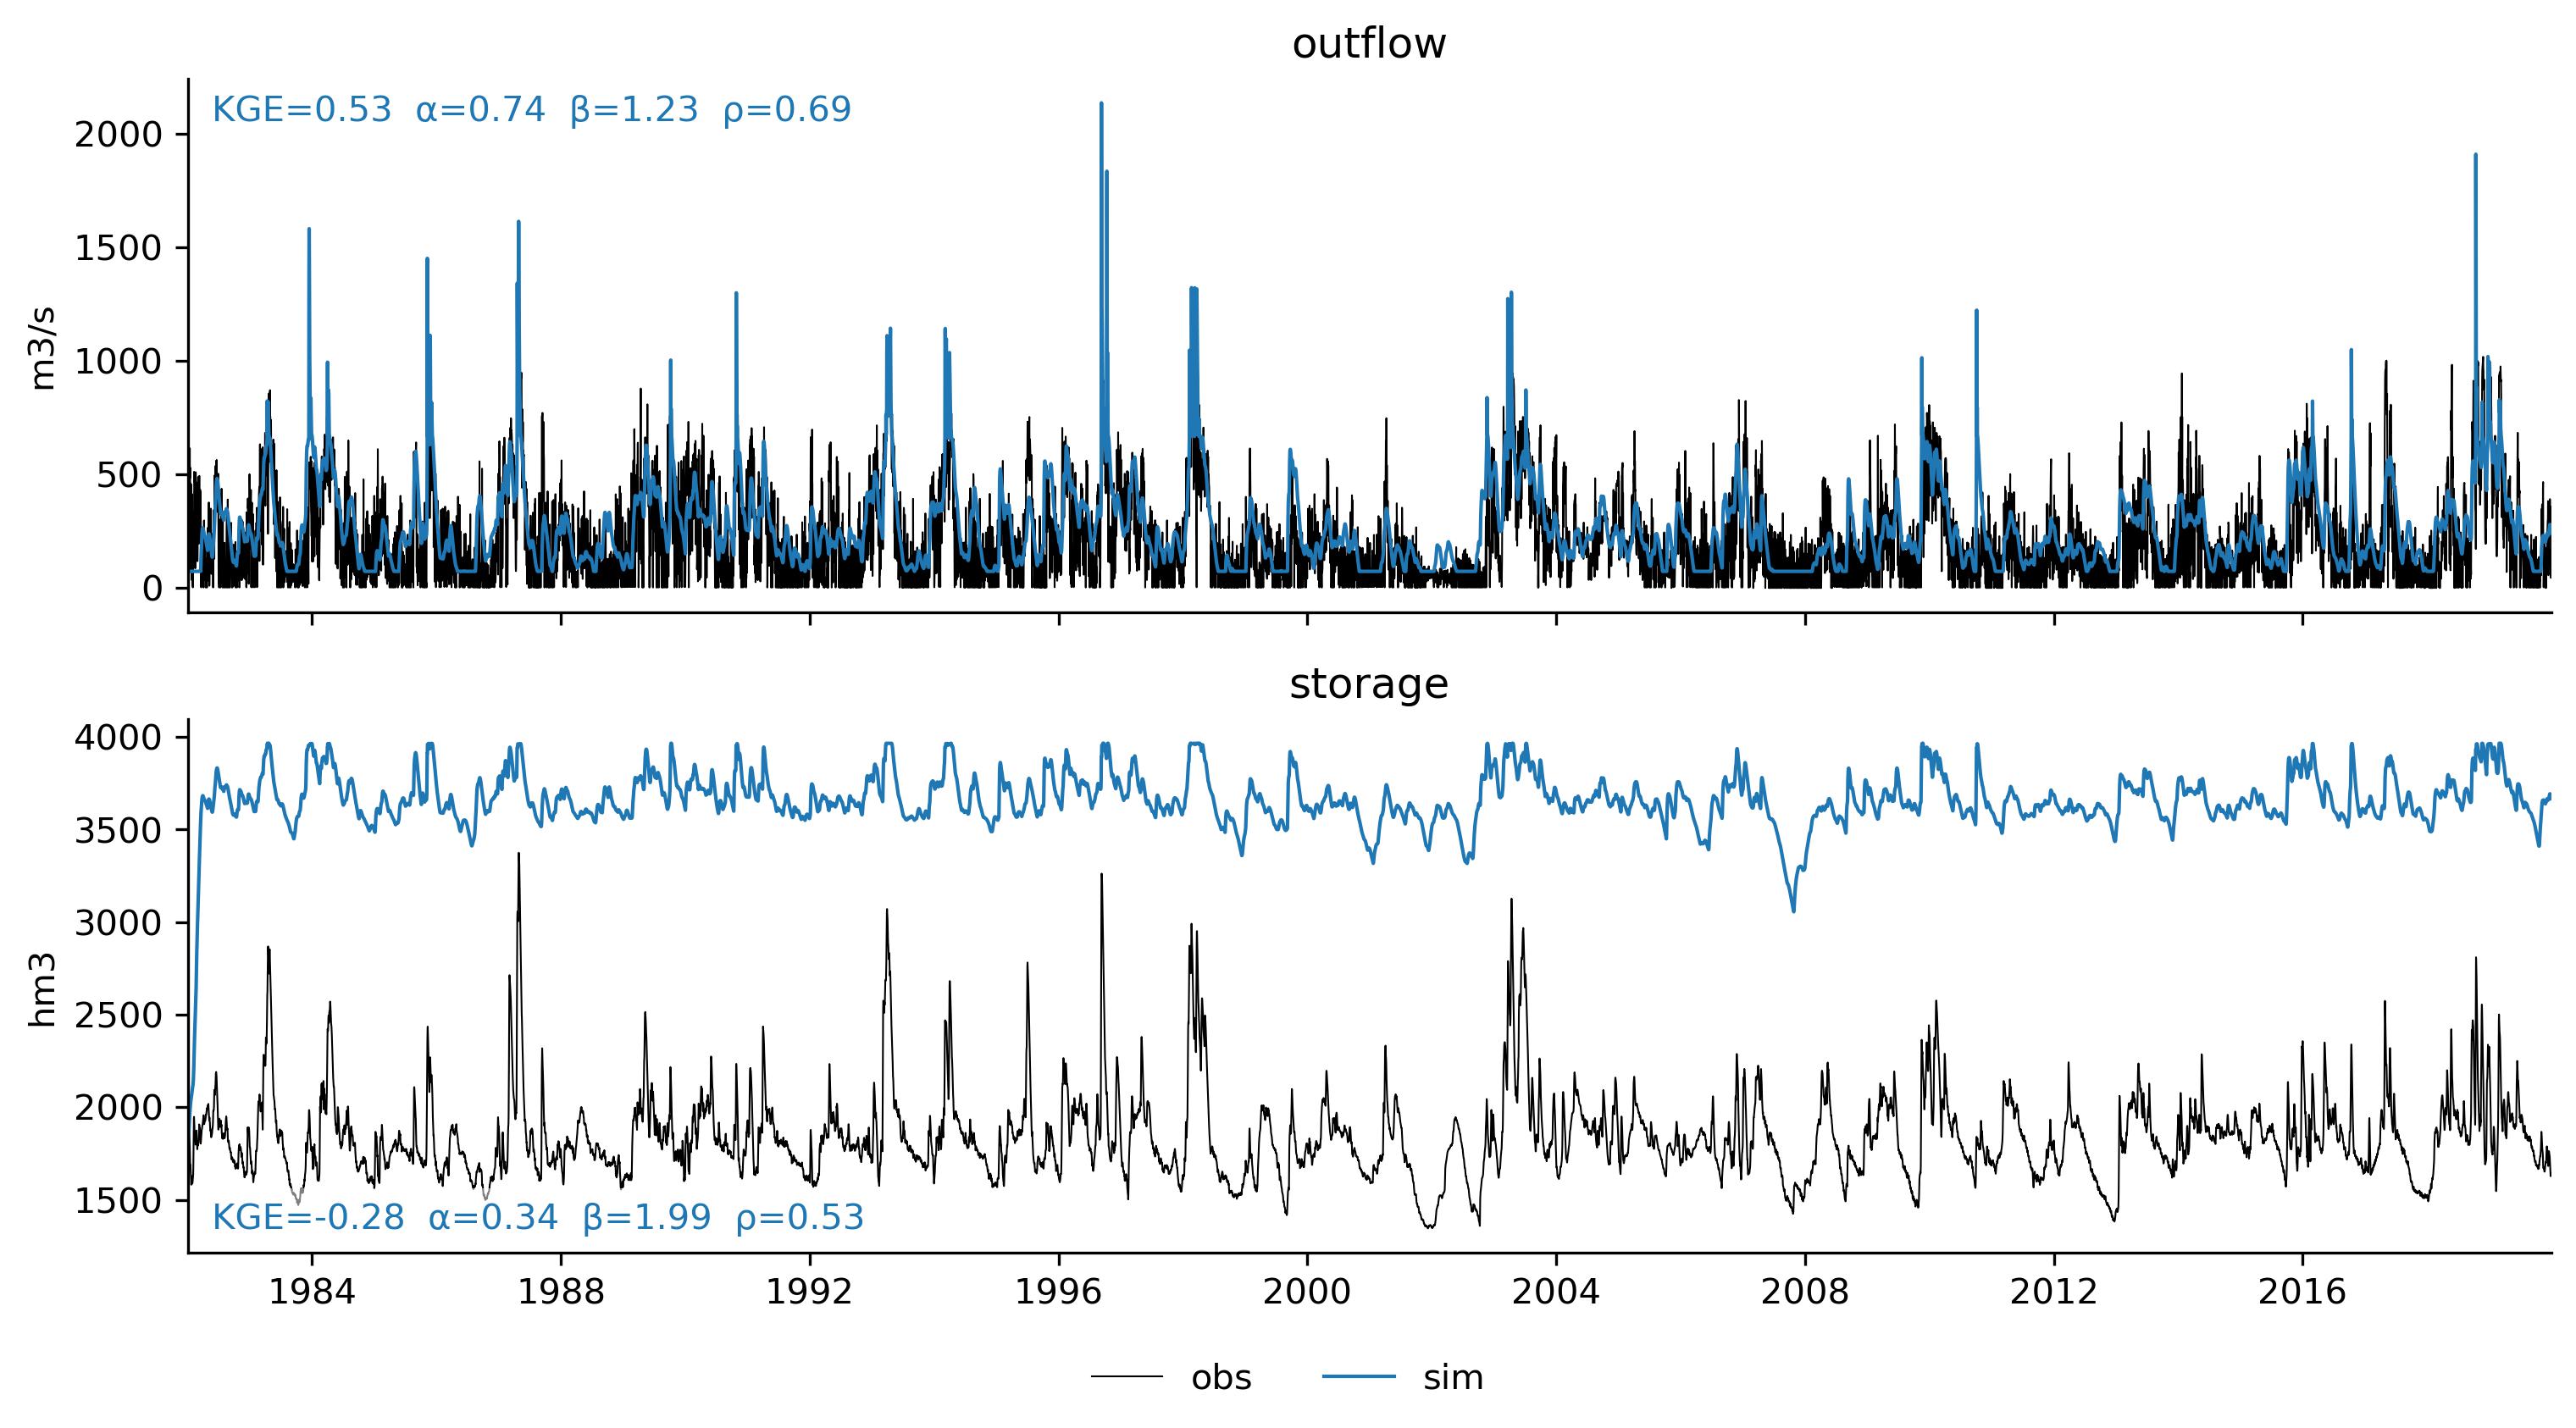 outflow
KGE=0.53 α=0.74 β=1.23 ρ=0.69
2000
1500
1000
500
0
m3/s
storage
4000
3500
3000
2500
2000
1500
hm3
KGE=-0.28 α=0.34 β=1.99 ρ=0.53
1984 1988 1992 1996 2000 2004 2008 2012 2016
obs sim